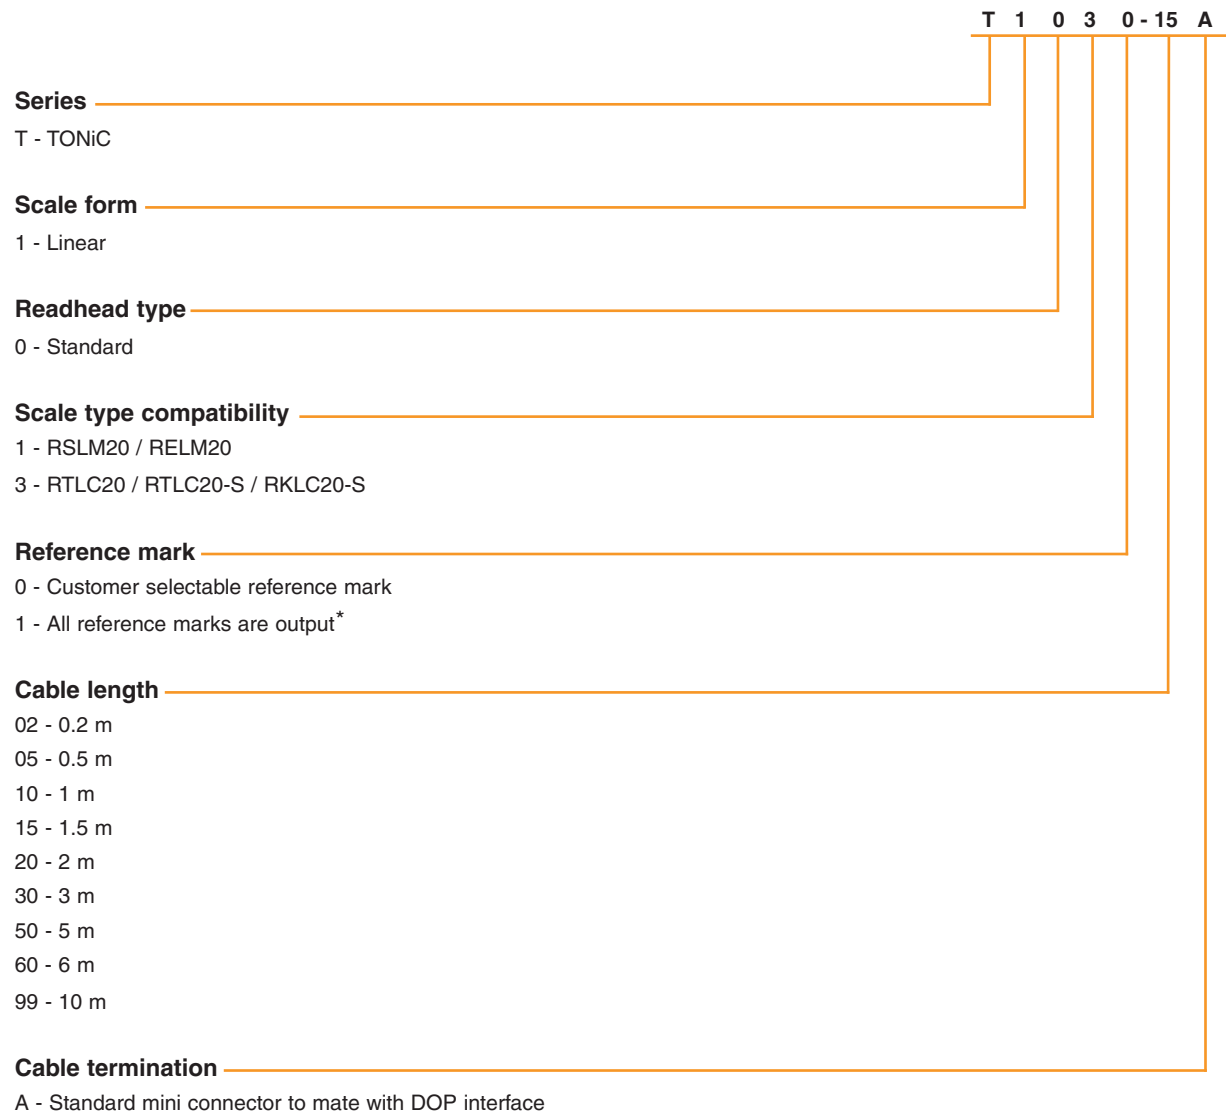 T 1 0 3 0 - 15 A
Series
T - TONiC
Scale form
1 - Linear
Readhead type
0 - Standard
Scale type compatibility
1 - RSLM20 / RELM20
3 - RTLC20 / RTLC20-S / RKLC20-S
Reference mark
0 - Customer selectable reference mark
1 - All reference marks are output*
Cable length
02 - 0.2 m
05 - 0.5 m
10 - 1 m
15 - 1.5 m
20 - 2 m
30 - 3 m
50 - 5 m
60 - 6 m
99 - 10 m
Cable termination
A - Standard mini connector to mate with DOP interface